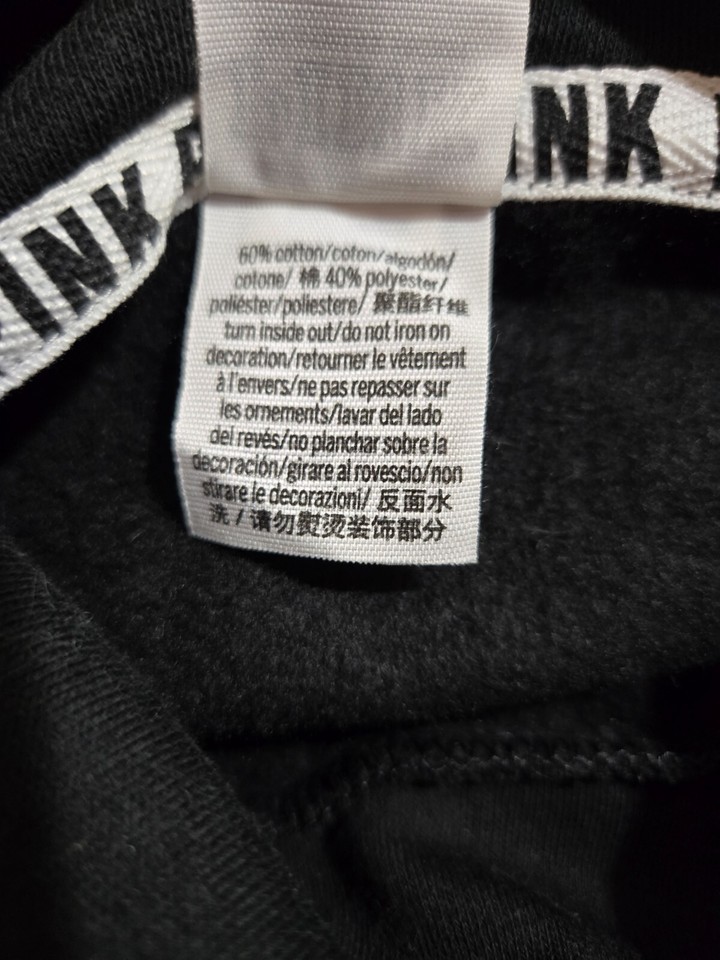 INK
INK
60% cotton/coton/algodón/
cotone/ 棉 40% polyester/
poliéster/poliestere/ 聚酯纤维
turn inside out/do not iron on
decoration/retourner le vêtement
à l'envers/ne pas repasser sur
les ornements/lavar del lado
del revés/no planchar sobre la
decoración/girare al rovescio/non
stirare le decorazioni/ 反面水
洗 / 请勿熨烫装饰部分